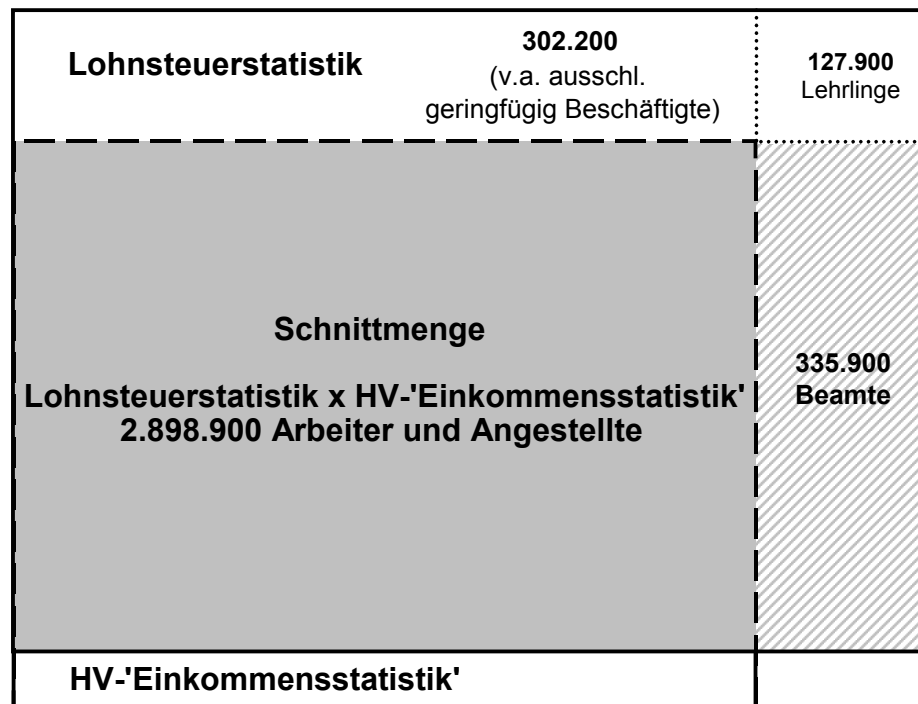 Lohnsteuerstatistik
302.200
(v.a. ausschl.
geringfügig Beschäftigte)
127.900
Lehrlinge
Schnittmenge
Lohnsteuerstatistik x HV-'Einkommensstatistik'
2.898.900 Arbeiter und Angestellte
335.900
Beamte
HV-'Einkommensstatistik'